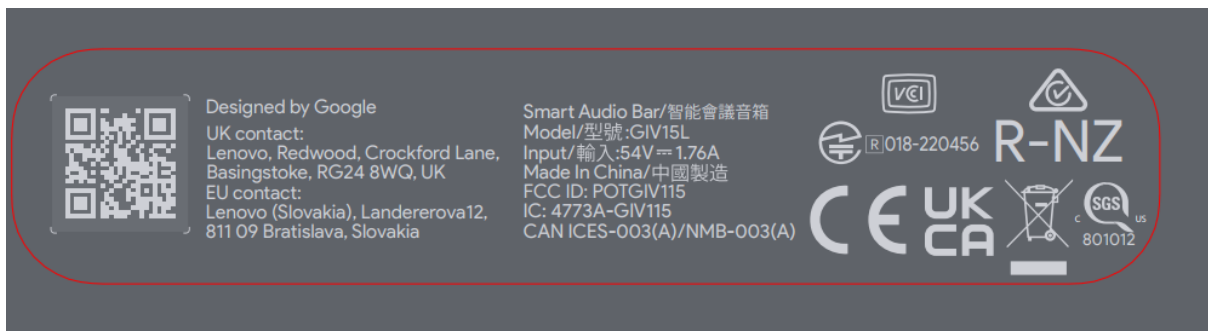 Designed by Google
UK contact:
Lenovo, Redwood, Crockford Lane,
Basingstoke, RG24 8WQ, UK
EU contact:
Lenovo (Slovakia), Landererova12,
811 09 Bratislava, Slovakia
Smart Audio Bar/智能會議音箱
Model/型號:GIV15L
Input/輸入:54V⎓1.76A
Made In China/中國製造
FCC ID: POTGIV115
IC: 4773A-GIV115
CAN ICES-003(A)/NMB-003(A)
VCI
R 018-220456
R-NZ
CE
UK
CA
c SGS us
801012